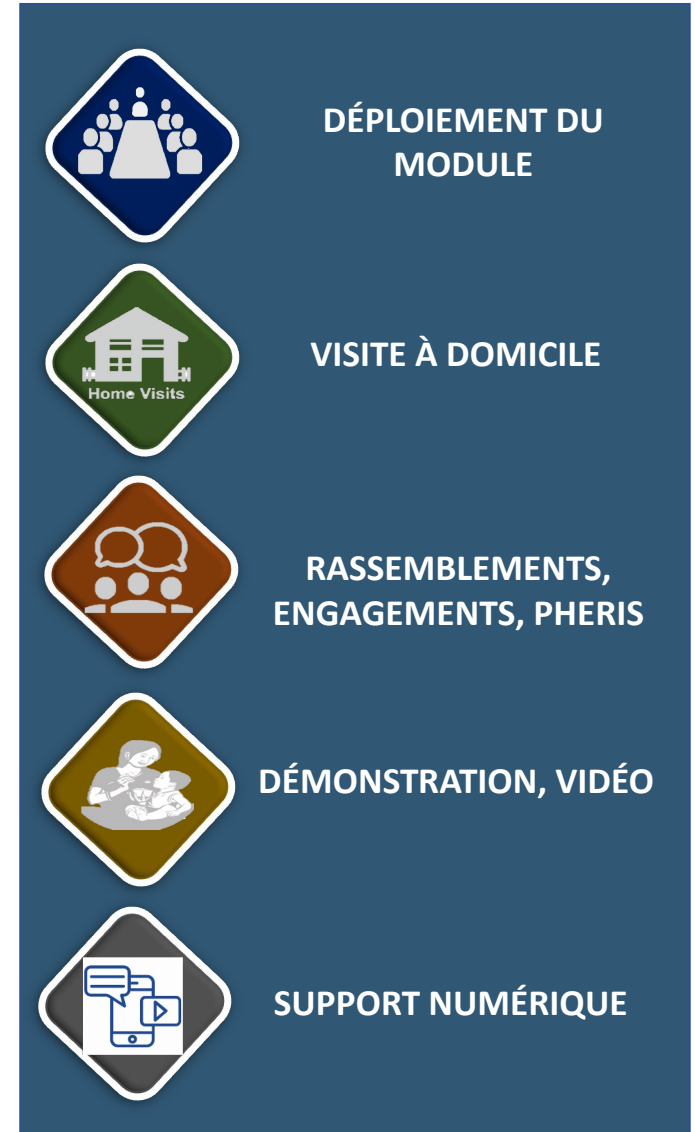 DÉPLOIEMENT DU
MODULE
Home Visits
VISITE À DOMICILE
RASSEMBLEMENTS,
ENGAGEMENTS, PHERIS
DÉMONSTRATION, VIDÉO
SUPPORT NUMÉRIQUE